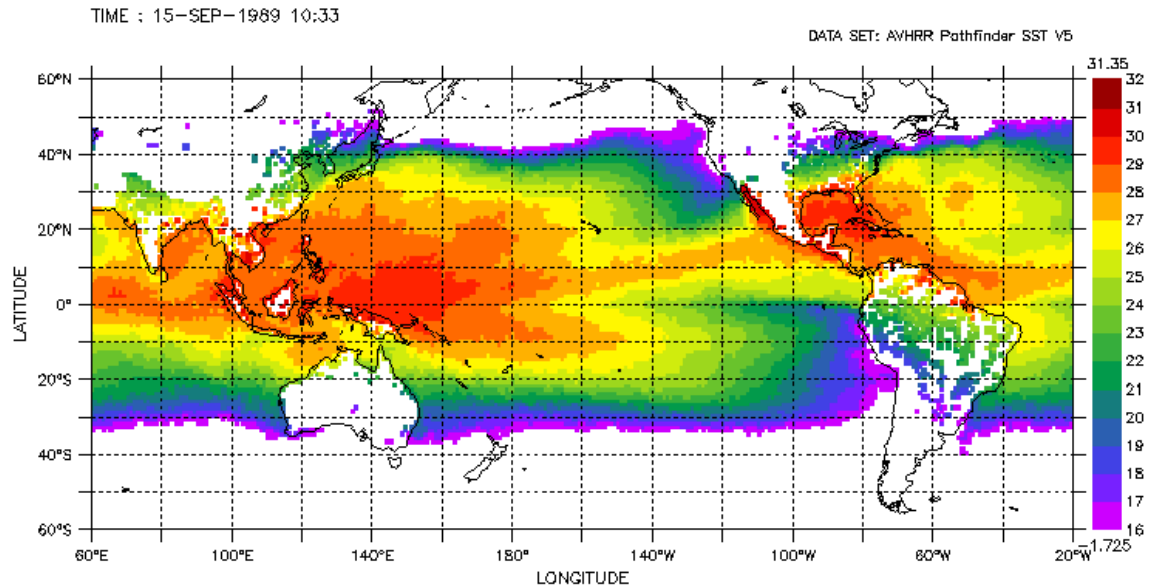 TIME : 15-SEP-1989 10:33
DATA SET: AVHRR Pathfinder SST V5
31.35
60°N
40°N
20°N
0°
20°S
40°S
60°S
LATITUDE
32
31
30
29
28
27
26
25
24
23
22
21
20
19
18
17
16
-1.725
60°E
100°E
140°E
180°
140°W
100°W
60°W
20°W
LONGITUDE